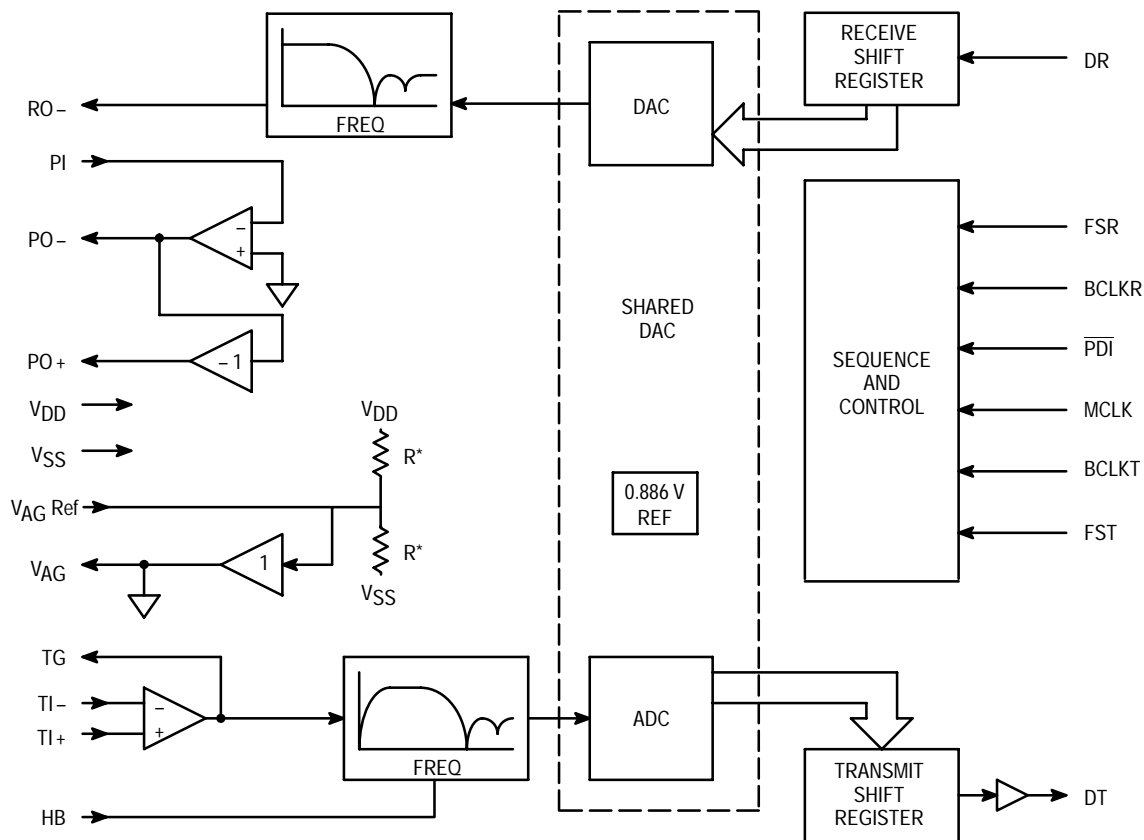 RECEIVE
SHIFT
REGISTER
DR
DAC
FREQ
RO –
PI
–
+
PO –
FSR
BCLKR
SHARED
DAC
PO +
– 1
PDI
SEQUENCE
AND
CONTROL
VDD
VDD
MCLK
VSS
R*
BCLKT
VAG Ref
0.886 V
REF
R*
FST
VAG
1
VSS
TG
TI –
–
TI +
+
ADC
FREQ
TRANSMIT
SHIFT
REGISTER
DT
HB